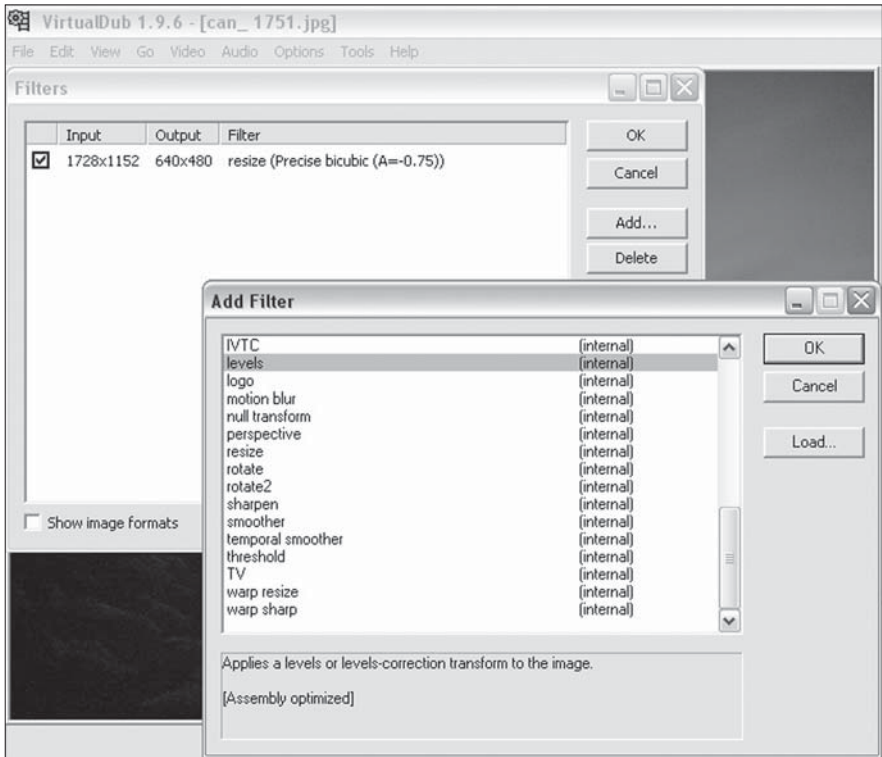 VirtualDub 1.9.6 - [can_ 1751.jpg]
File Edit View Go Video Audio Options Tools Help
Filters
Input Output Filter
1728x1152 640x480 resize (Precise bicubic (A=-0.75))
OK
Cancel
Add...
Delete
Show image formats
Add Filter
IVTC (internal)
levels (internal)
logo (internal)
motion blur (internal)
null transform (internal)
perspective (internal)
resize (internal)
rotate (internal)
rotate2 (internal)
sharpen (internal)
smoother (internal)
temporal smoother (internal)
threshold (internal)
TV (internal)
warp resize (internal)
warp sharp (internal)
OK
Cancel
Load...
Applies a levels or levels-correction transform to the image.
[Assembly optimized]